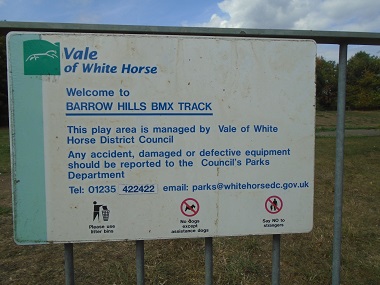 Vale
of White Horse
Welcome to
BARROW HILLS BMX TRACK
This play area is managed by Vale of White
Horse District Council
Any accident, damaged or defective equipment
should be reported to the Council's Parks
Department
Tel: 01235 422422 email: parks@whitehorsedc.gov.uk
Please use
litter bins
No dogs
except
assistance dogs
Say NO to
strangers